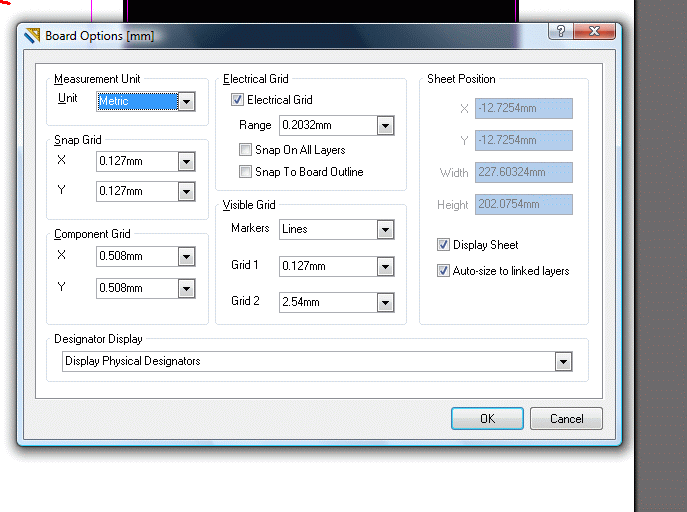 Board Options [mm]
Measurement Unit
Unit Metric
Snap Grid
X 0.127mm
Y 0.127mm
Component Grid
X 0.508mm
Y 0.508mm
Electrical Grid
Electrical Grid
Range 0.2032mm
Snap On All Layers
Snap To Board Outline
Visible Grid
Markers Lines
Grid 1 0.127mm
Grid 2 2.54mm
Sheet Position
X -12.7254mm
Y -12.7254mm
Width 227.60324mm
Height 202.0754mm
Display Sheet
Auto-size to linked layers
Designator Display
Display Physical Designators
OK Cancel